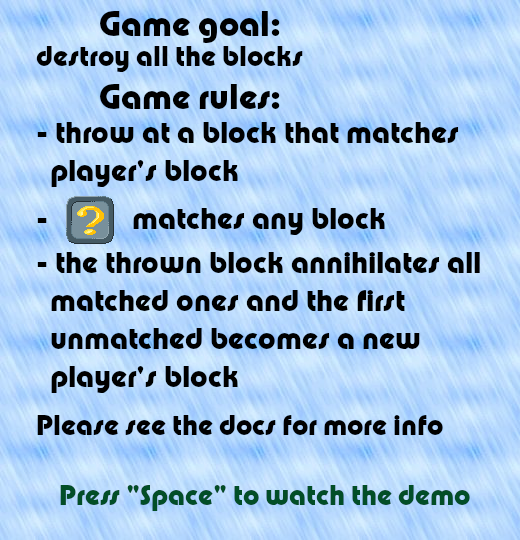 Game goal:
destroy all the blocks
Game rules:
- throw at a block that matches
player's block
- ? matches any block
- the thrown block annihilates all
matched ones and the first
unmatched becomes a new
player's block
Please see the docs for more info
Press "Space" to watch the demo